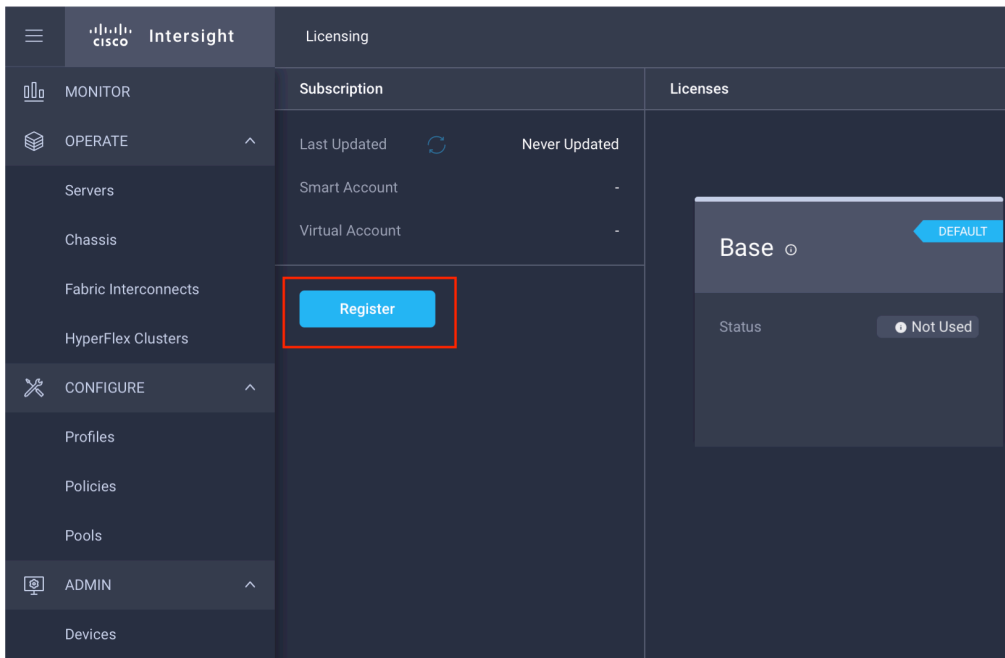 CISCO Intersight
Licensing
MONITOR
OPERATE
Servers
Chassis
Fabric Interconnects
HyperFlex Clusters
CONFIGURE
Profiles
Policies
Pools
ADMIN
Devices
Subscription
Last Updated Never Updated
Smart Account -
Virtual Account -
Register
Licenses
DEFAULT
Base
Status Not Used